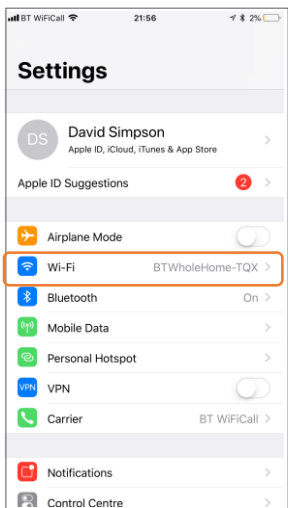 BT WiFiCall 21:56 2%
Settings
DS David Simpson
Apple ID, iCloud, iTunes & App Store
Apple ID Suggestions 2
Airplane Mode
Wi-Fi BTWholeHome-TQX
Bluetooth On
Mobile Data
Personal Hotspot
VPN VPN
Carrier BT WiFiCall
Notifications
Control Centre